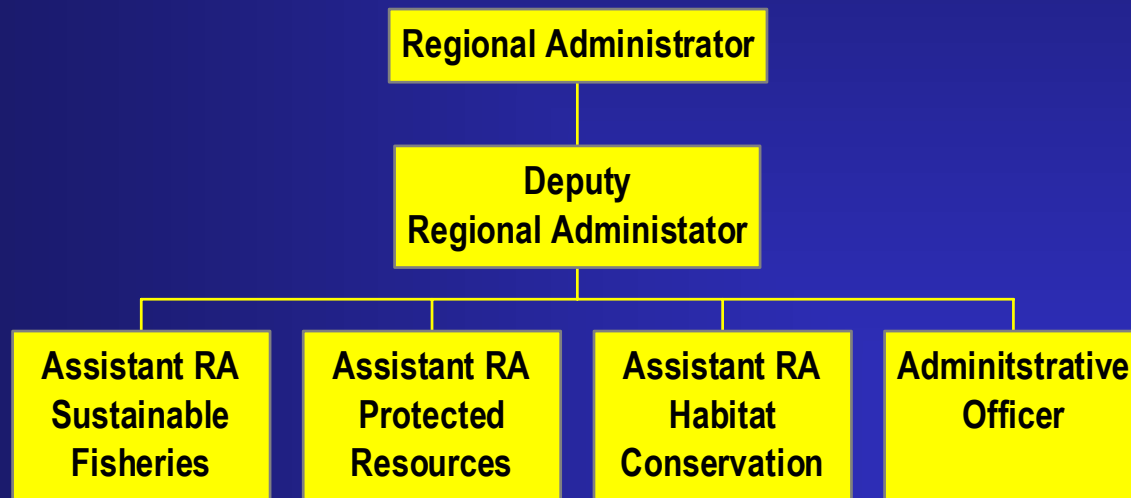 Regional Administrator
Deputy
Regional Administator
Assistant RA
Sustainable
Fisheries
Assistant RA
Protected
Resources
Assistant RA
Habitat
Conservation
Adminitstrative
Officer